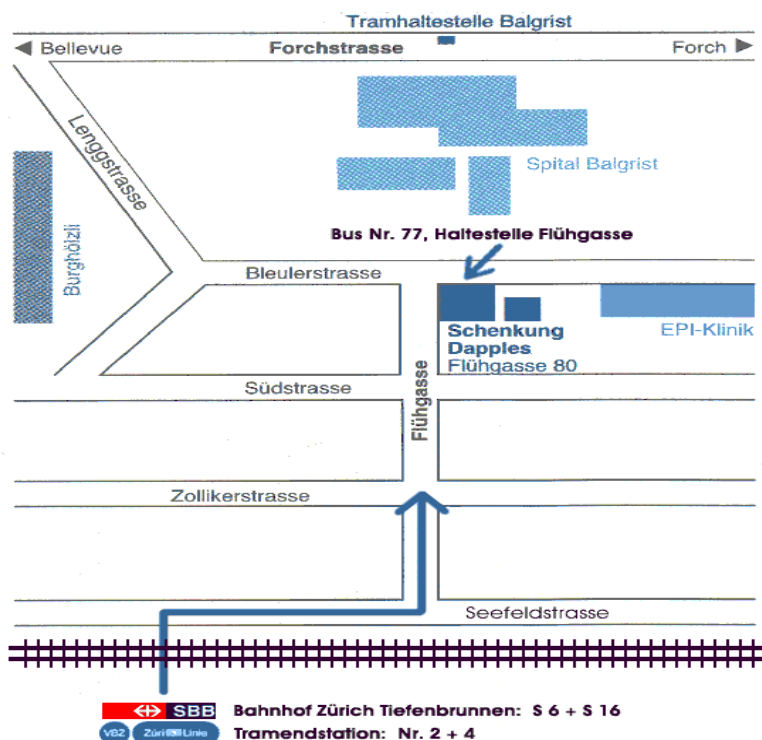 Tramhaltestelle Balgrist
Bellevue
Forchstrasse
Forch
Lenggstrasse
Spital Balgrist
Burghölzli
Bus Nr. 77, Haltestelle Flühgasse
Bleulerstrasse
Schenkung
Dapples
Flühgasse 80
EPI-Klinik
Südstrasse
Flühgasse
Zollikerstrasse
Seefeldstrasse
SBB Bahnhof Zürich Tiefenbrunnen: S 6 + S 16
VBZ Züri Linie Tramendstation: Nr. 2 + 4